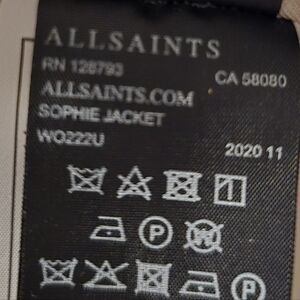 ALLSAINTS
RN 128793 CA 58080
ALLSAINTS.COM
SOPHIE JACKET
WO222U 2020 11
P W
P